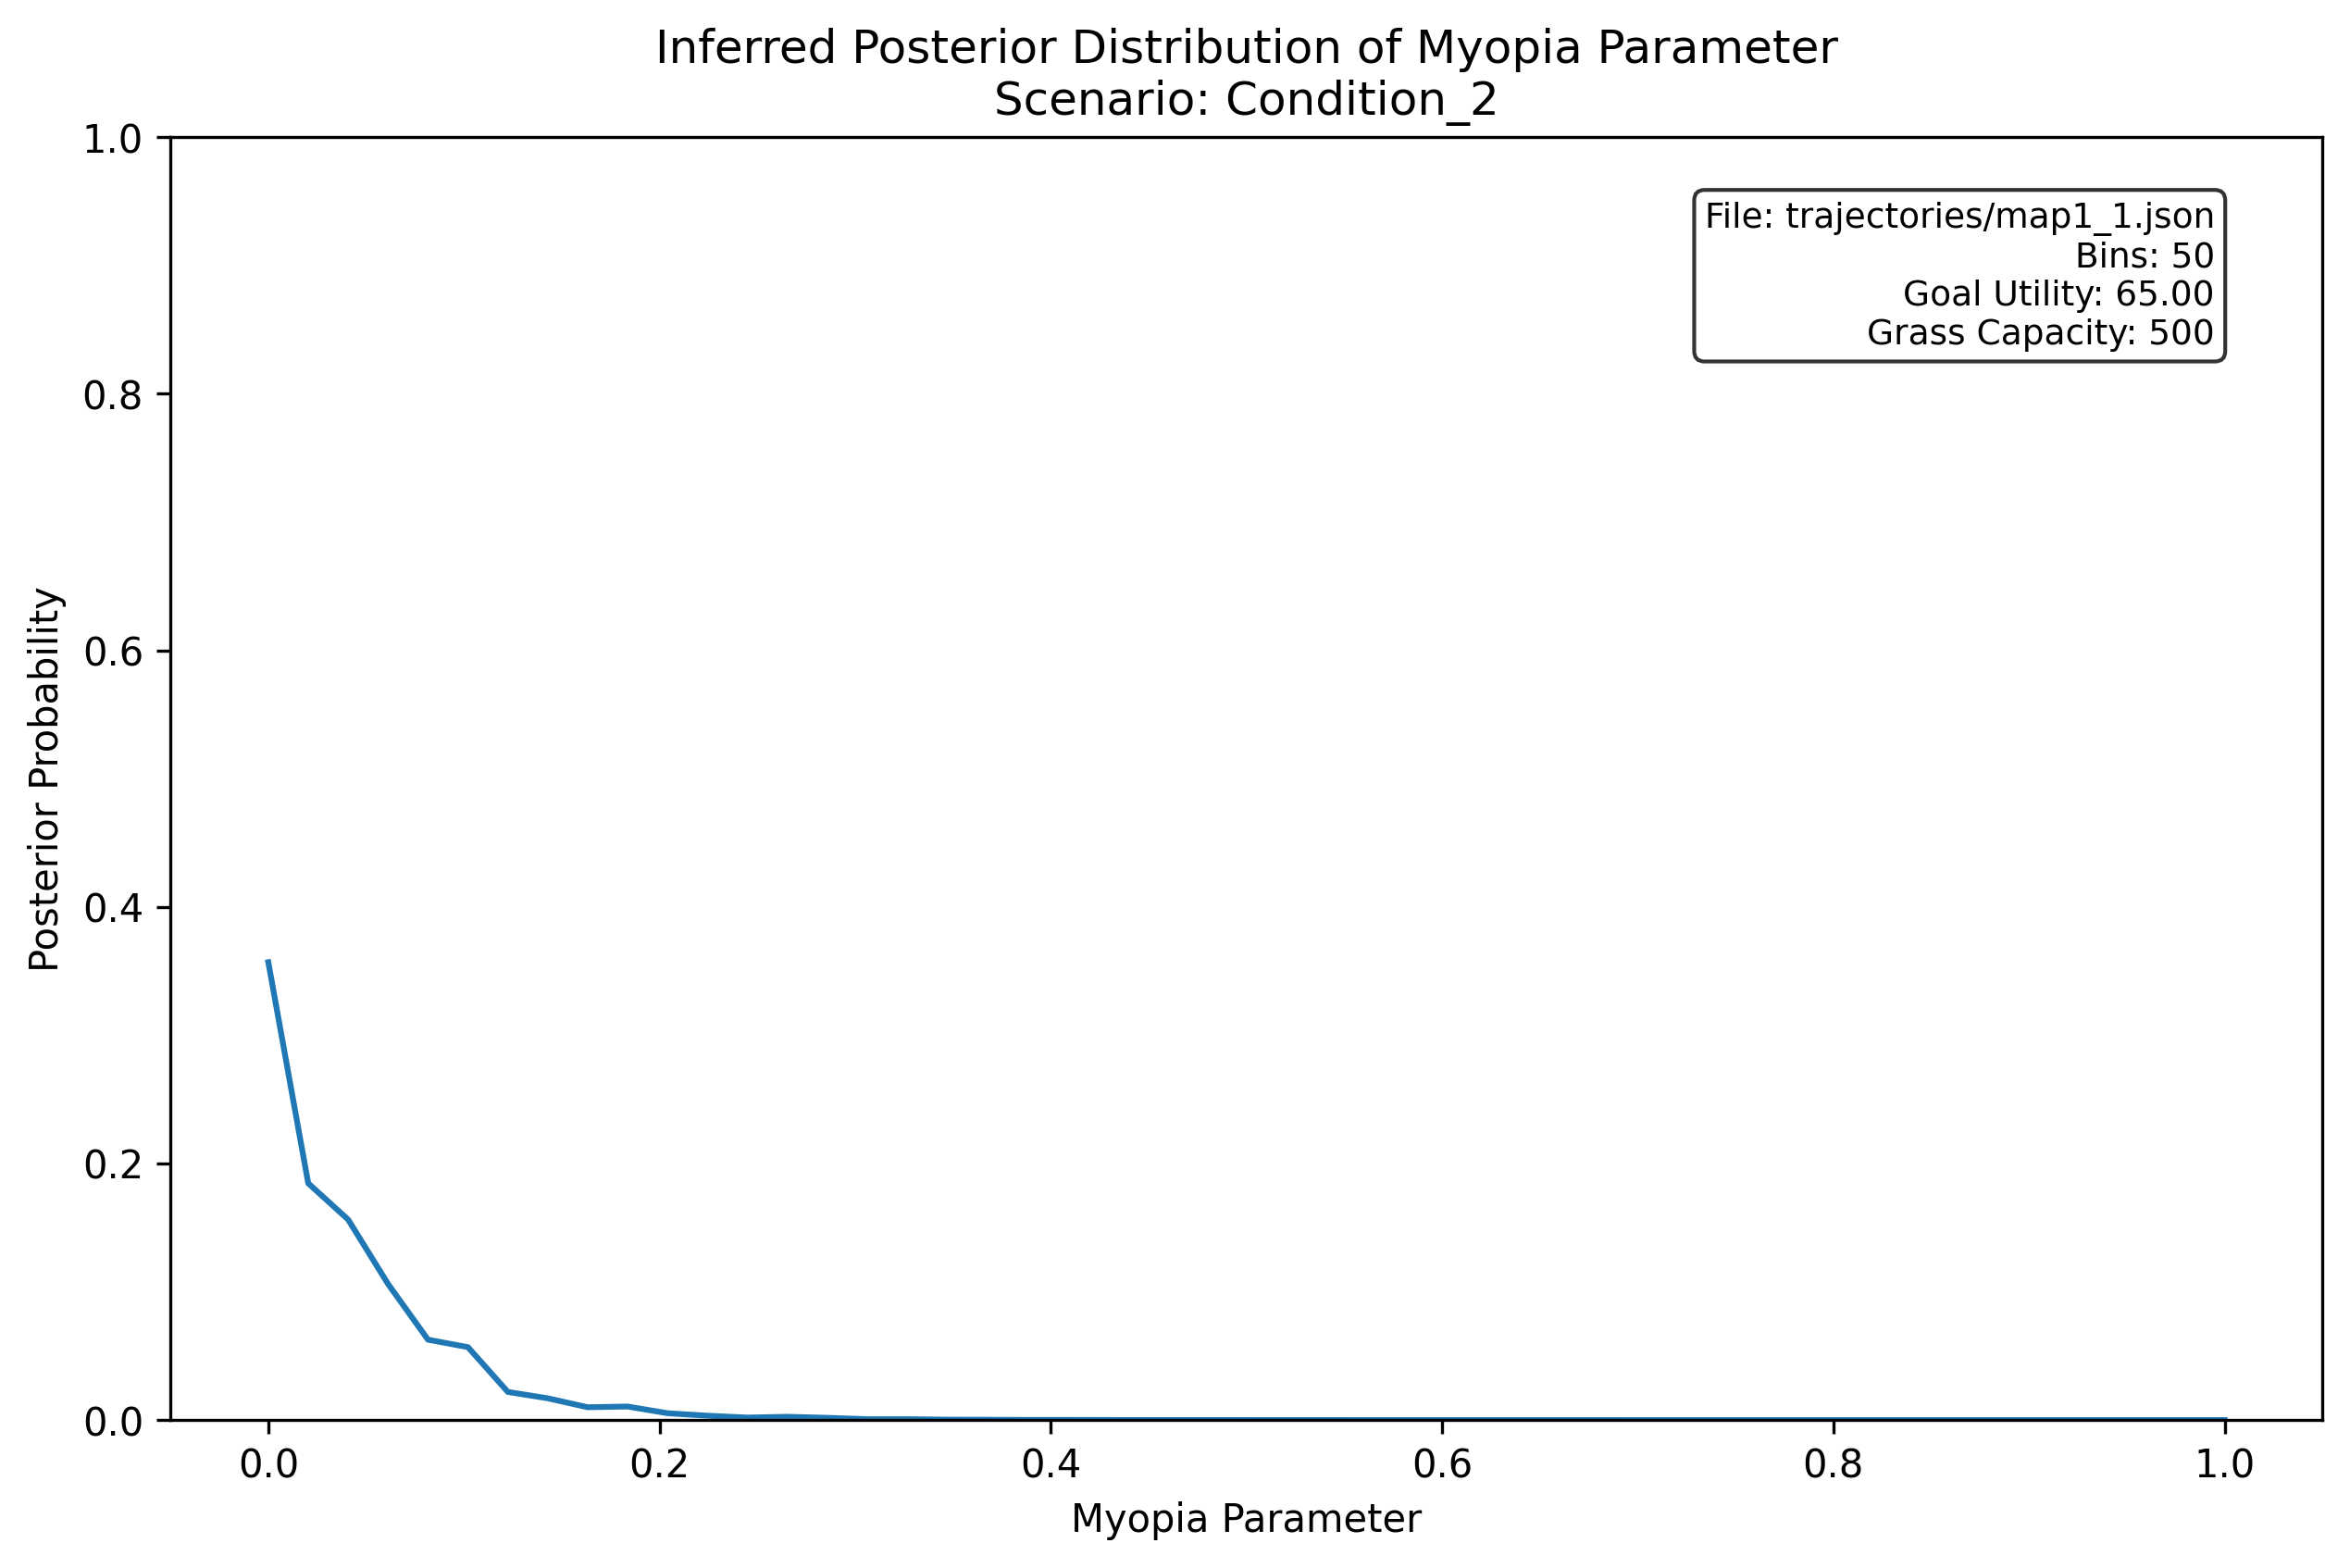 Inferred Posterior Distribution of Myopia Parameter
Scenario: Condition_2
File: trajectories/map1_1.json
Bins: 50
Goal Utility: 65.00
Grass Capacity: 500
Posterior Probability
1.0
0.8
0.6
0.4
0.2
0.0
0.0 0.2 0.4 0.6 0.8 1.0
Myopia Parameter